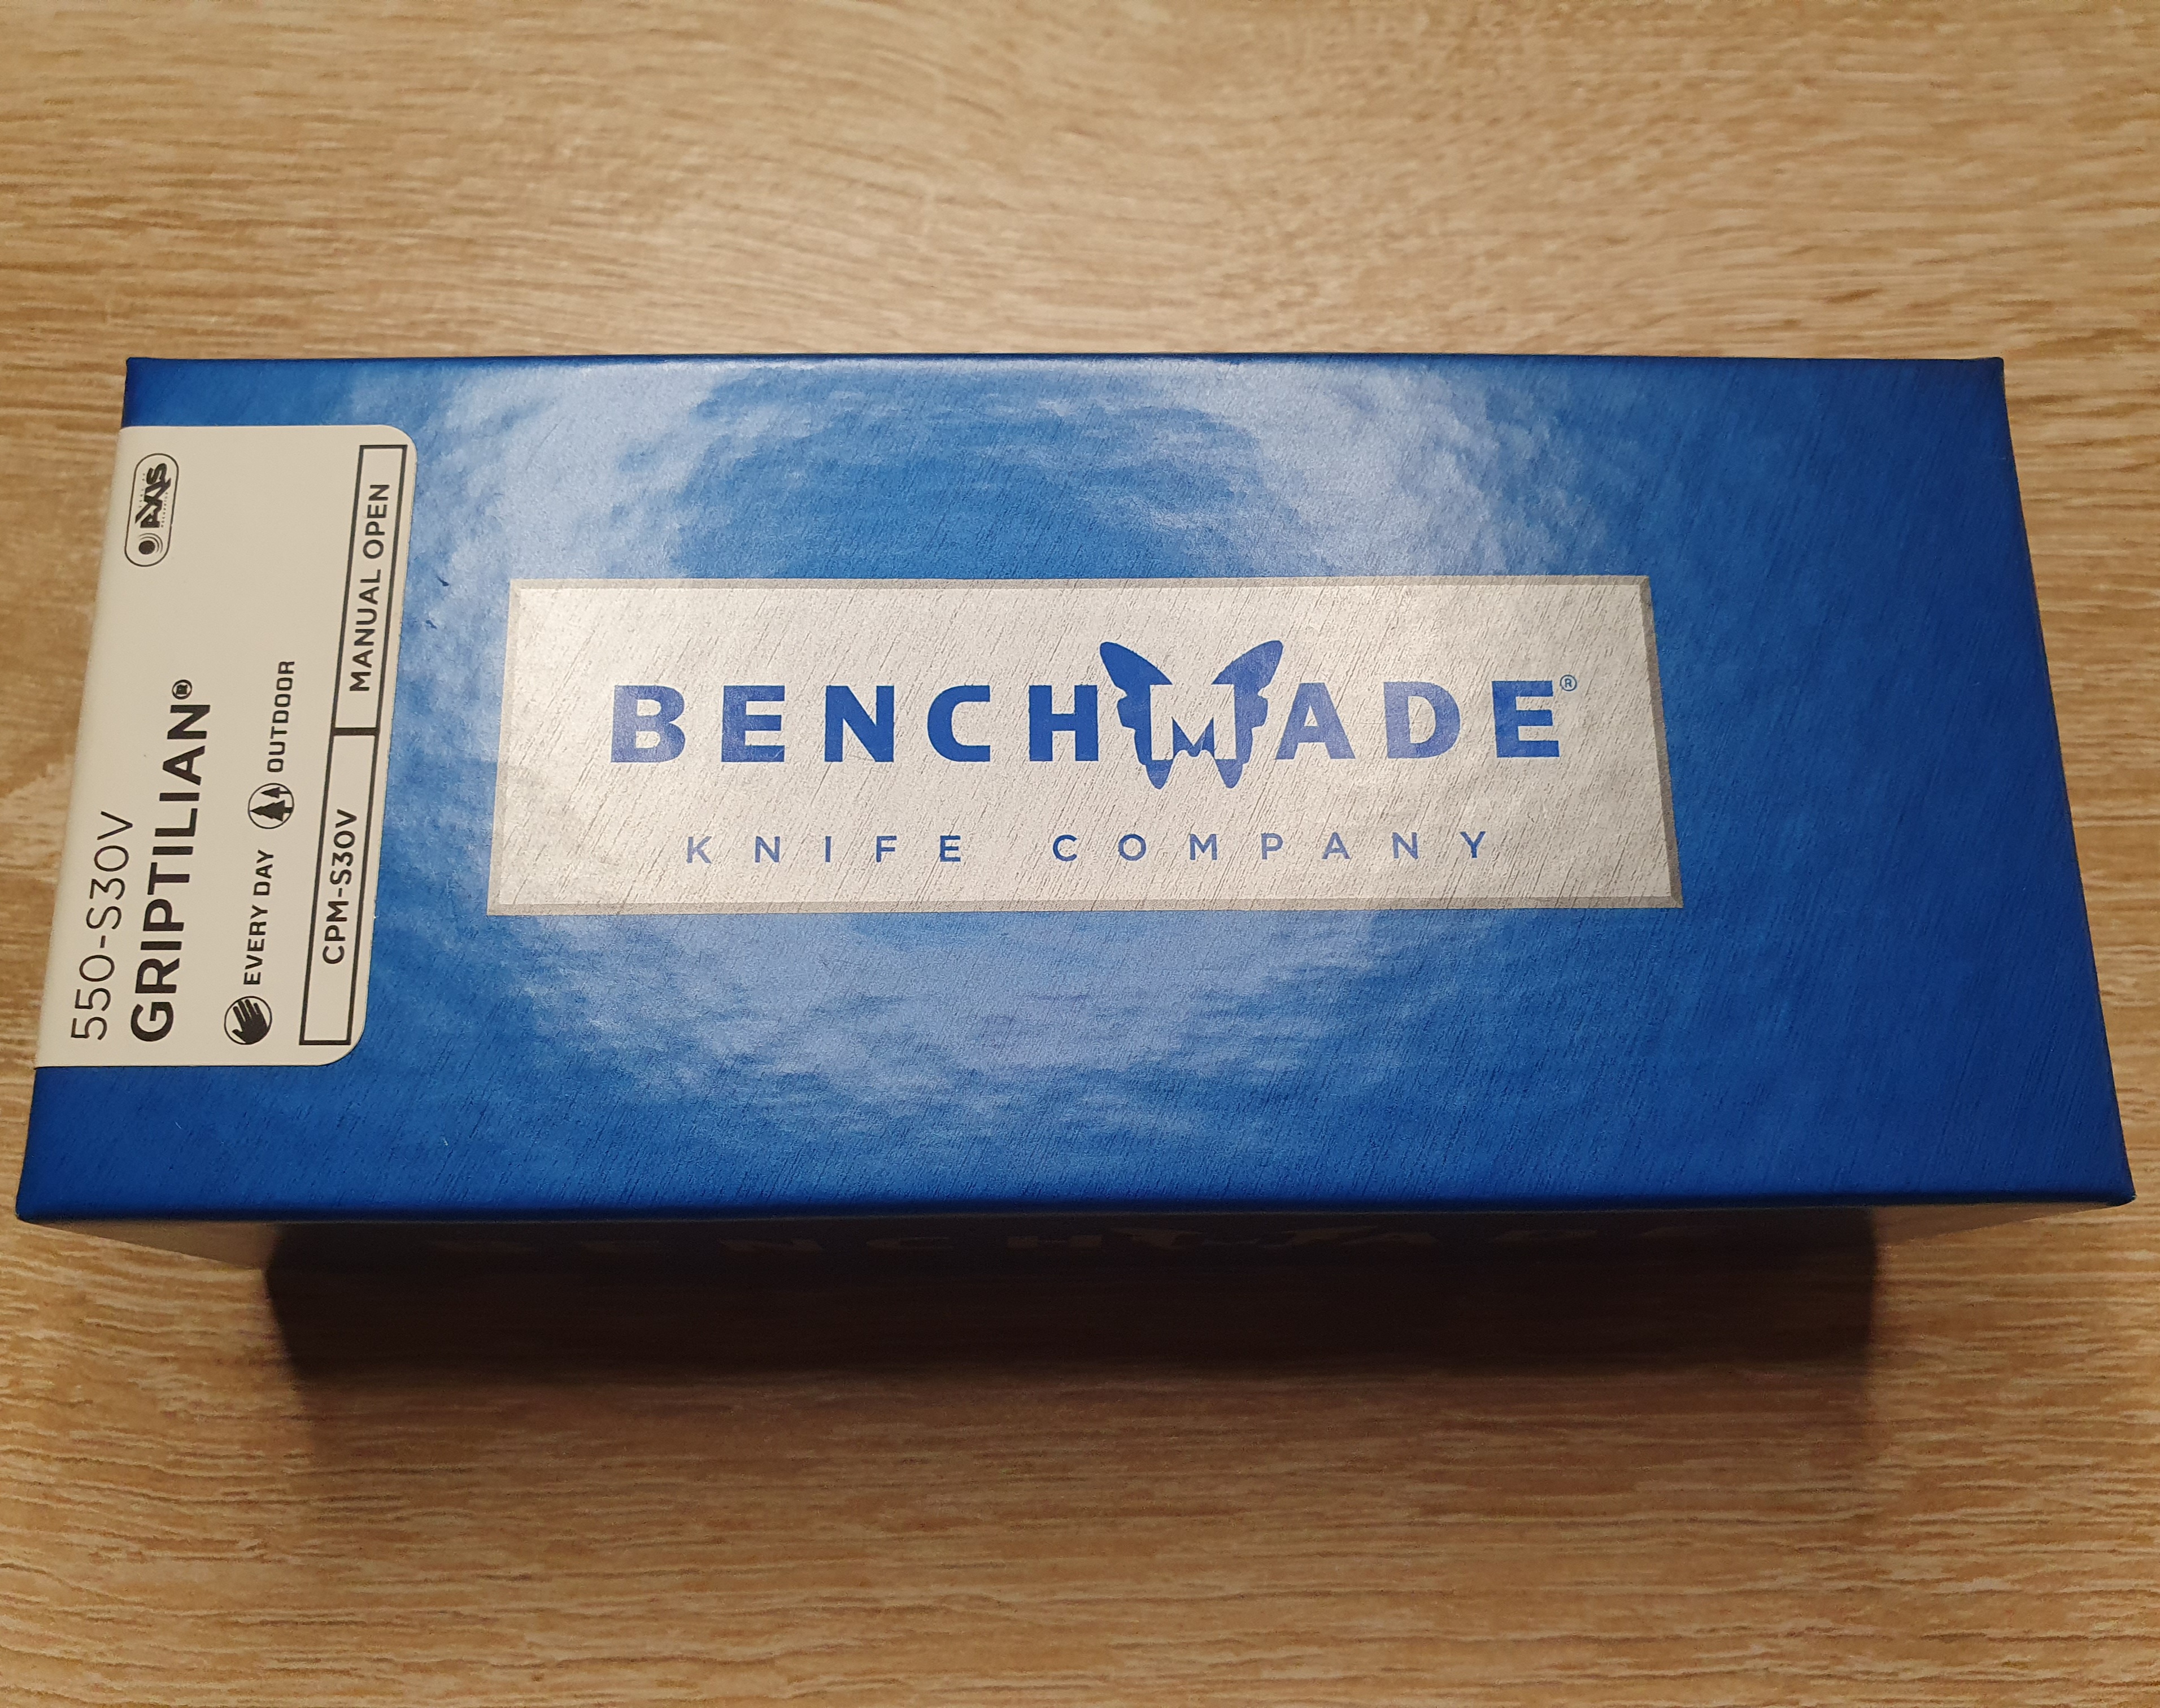 550-S30V
GRIPTILIAN®
AXIS
EVERY DAY OUTDOOR
CPM-S30V MANUAL OPEN
BENCHMADE®
KNIFE COMPANY